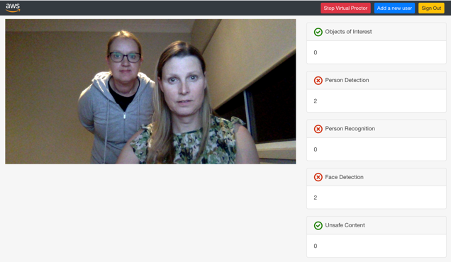 aws
Stop Virtual Proctor
Add a new user
Sign Out
Objects of Interest
0
Person Detection
2
Person Recognition
0
Face Detection
2
Unsafe Content
0